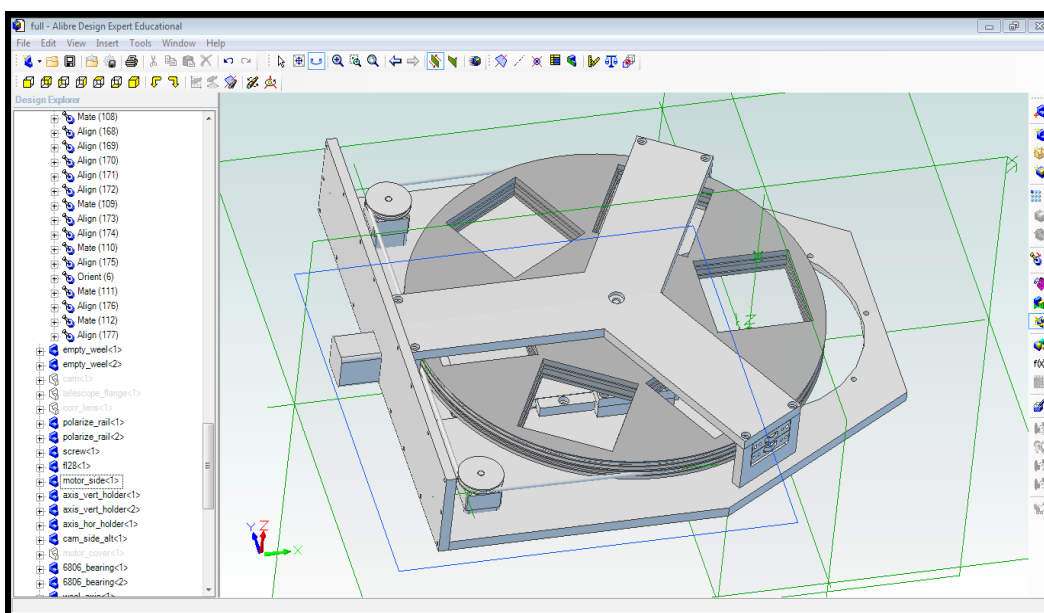 full - Alibre Design Expert Educational
File Edit View Insert Tools Window Help
Design Explorer
Mate (108)
Align (168)
Align (169)
Align (170)
Align (171)
Align (172)
Mate (109)
Align (173)
Align (174)
Mate (110)
Align (175)
Orient (6)
Mate (111)
Align (176)
Mate (112)
Align (177)
empty_weel<1>
empty_weel<2>
cam<1>
telescope_flange<1>
corr_lens<1>
polarize_rail<1>
polarize_rail<2>
screw<1>
fl28<1>
motor_side<1>
axis_vert_holder<1>
axis_vert_holder<2>
axis_hor_holder<1>
cam_side_alt<1>
motor_cover<1>
6806_bearing<1>
6806_bearing<2>
weel_axis<1>
Y Z
X
Z
f(x)